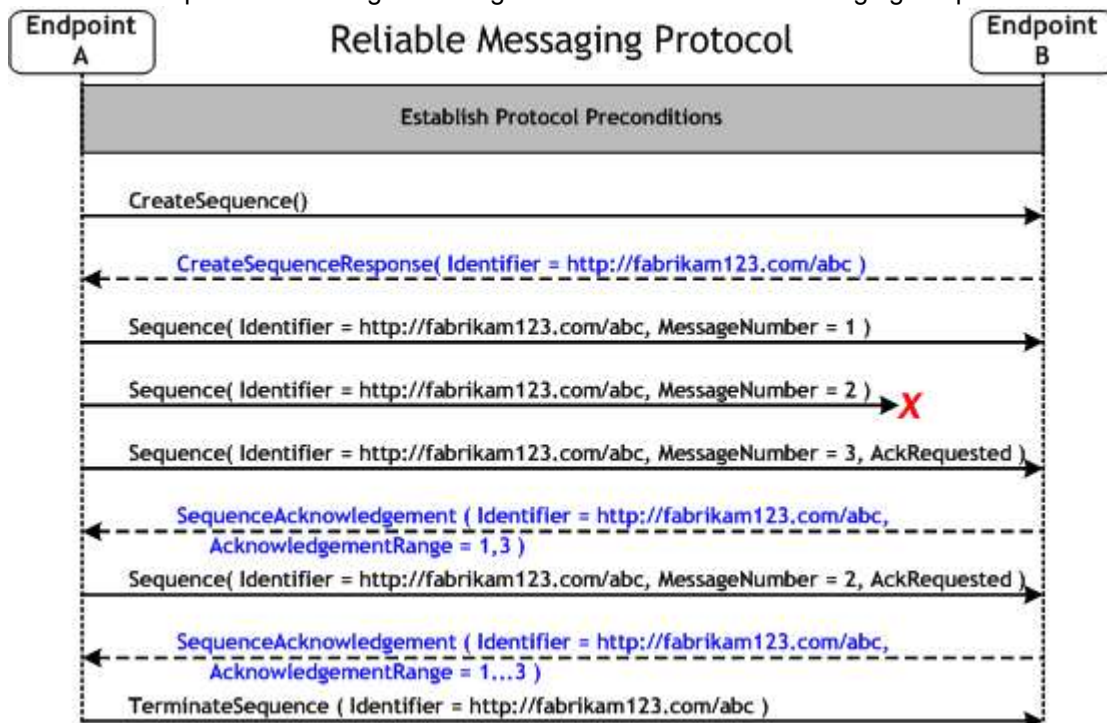 Endpoint
A
Reliable Messaging Protocol
Endpoint
B
Establish Protocol Preconditions
CreateSequence()
CreateSequenceResponse( Identifier = http://fabrikam123.com/abc )
Sequence( Identifier = http://fabrikam123.com/abc, MessageNumber = 1 )
Sequence( Identifier = http://fabrikam123.com/abc, MessageNumber = 2 )
X
Sequence( Identifier = http://fabrikam123.com/abc, MessageNumber = 3, AckRequested )
SequenceAcknowledgement ( Identifier = http://fabrikam123.com/abc,
AcknowledgementRange = 1,3 )
Sequence( Identifier = http://fabrikam123.com/abc, MessageNumber = 2, AckRequested )
SequenceAcknowledgement ( Identifier = http://fabrikam123.com/abc,
AcknowledgementRange = 1...3 )
TerminateSequence ( Identifier = http://fabrikam123.com/abc )